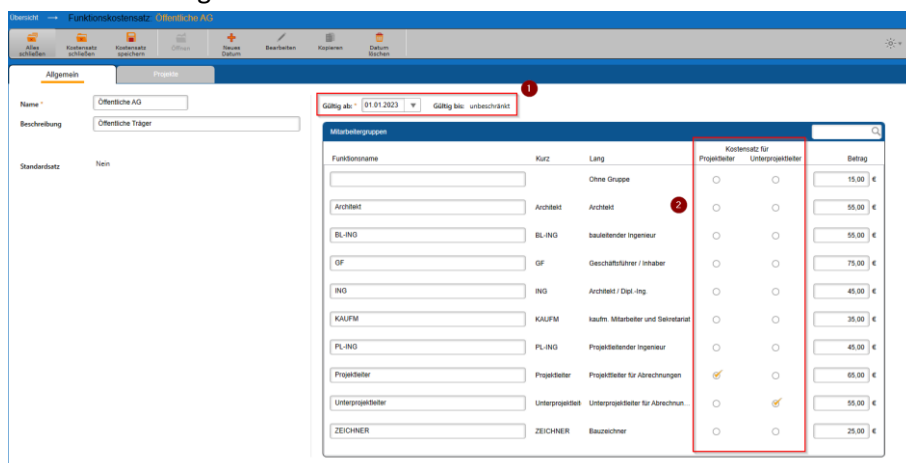 Übersicht → Funktionskostensatz: Öffentliche AG
Alles schließen
Kostensatz schließen
Kostensatz speichern
Öffnen
Neues Datum
Bearbeiten
Kopieren
Datum löschen
Allgemein Projekte
Name * Öffentliche AG
Beschreibung Öffentliche Träger
Standardsatz Nein
1
Gültig ab: * 01.01.2023 Gültig bis: unbeschränkt
Mitarbeitergruppen
Kostensatz für
Funktionsname Kurz Lang Projektleiter Unterprojektleiter Betrag
Ohne Gruppe 15,00 €
2
Architekt Architekt Archtekt 55,00 €
BL-ING BL-ING bauleitender Ingenieur 55,00 €
GF GF Geschäftsführer / Inhaber 75,00 €
ING ING Architekt / Dipl.-Ing. 45,00 €
KAUFM KAUFM kaufm. Mitarbeiter und Sekretariat 35,00 €
PL-ING PL-ING Projektleitender Ingenieur 45,00 €
Projektleiter Projektleiter Projektleiter für Abrechnungen 65,00 €
Unterprojektleiter Unterprojektleit Unterprojektleiter für Abrechnun... 55,00 €
ZEICHNER ZEICHNER Bauzeichner 25,00 €